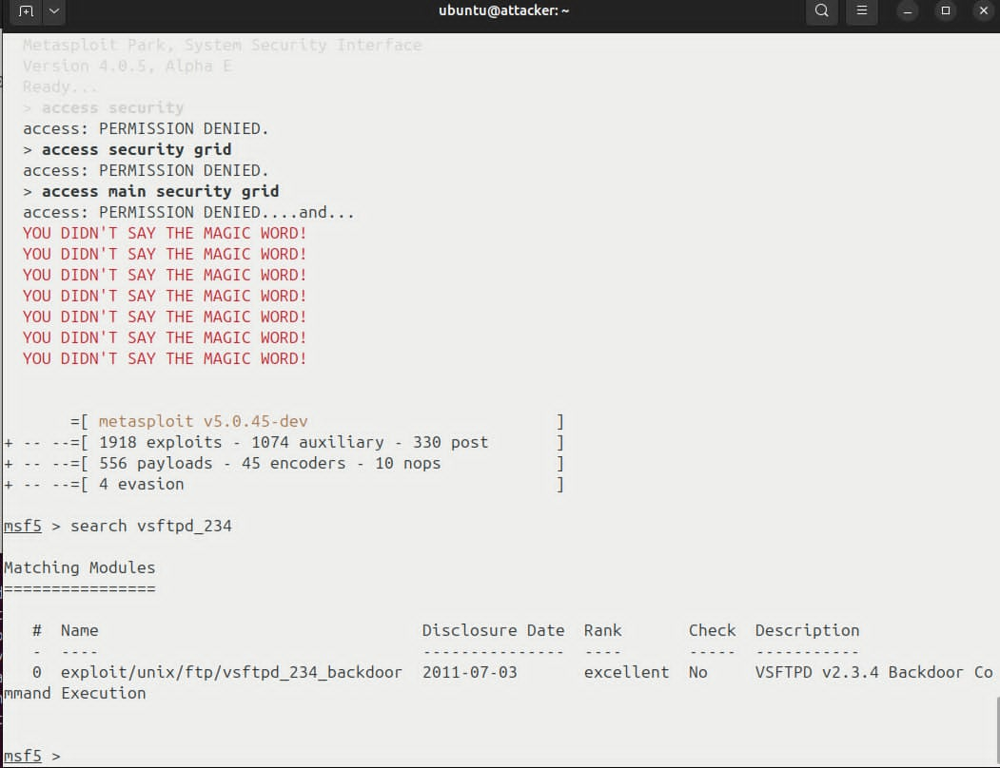 ubuntu@attacker: ~
Metasploit Park, System Security Interface
Version 4.0.5, Alpha E
Ready...
> access security
access: PERMISSION DENIED.
> access security grid
access: PERMISSION DENIED.
> access main security grid
access: PERMISSION DENIED....and...
YOU DIDN'T SAY THE MAGIC WORD!
YOU DIDN'T SAY THE MAGIC WORD!
YOU DIDN'T SAY THE MAGIC WORD!
YOU DIDN'T SAY THE MAGIC WORD!
YOU DIDN'T SAY THE MAGIC WORD!
YOU DIDN'T SAY THE MAGIC WORD!
YOU DIDN'T SAY THE MAGIC WORD!
=[ metasploit v5.0.45-dev ]
+ -- --=[ 1918 exploits - 1074 auxiliary - 330 post ]
+ -- --=[ 556 payloads - 45 encoders - 10 nops ]
+ -- --=[ 4 evasion ]
msf5 > search vsftpd_234
Matching Modules
================
# Name Disclosure Date Rank Check Description
- ---- --------------- ---- ----- -----------
0 exploit/unix/ftp/vsftpd_234_backdoor 2011-07-03 excellent No VSFTPD v2.3.4 Backdoor Co
mmand Execution
msf5 >